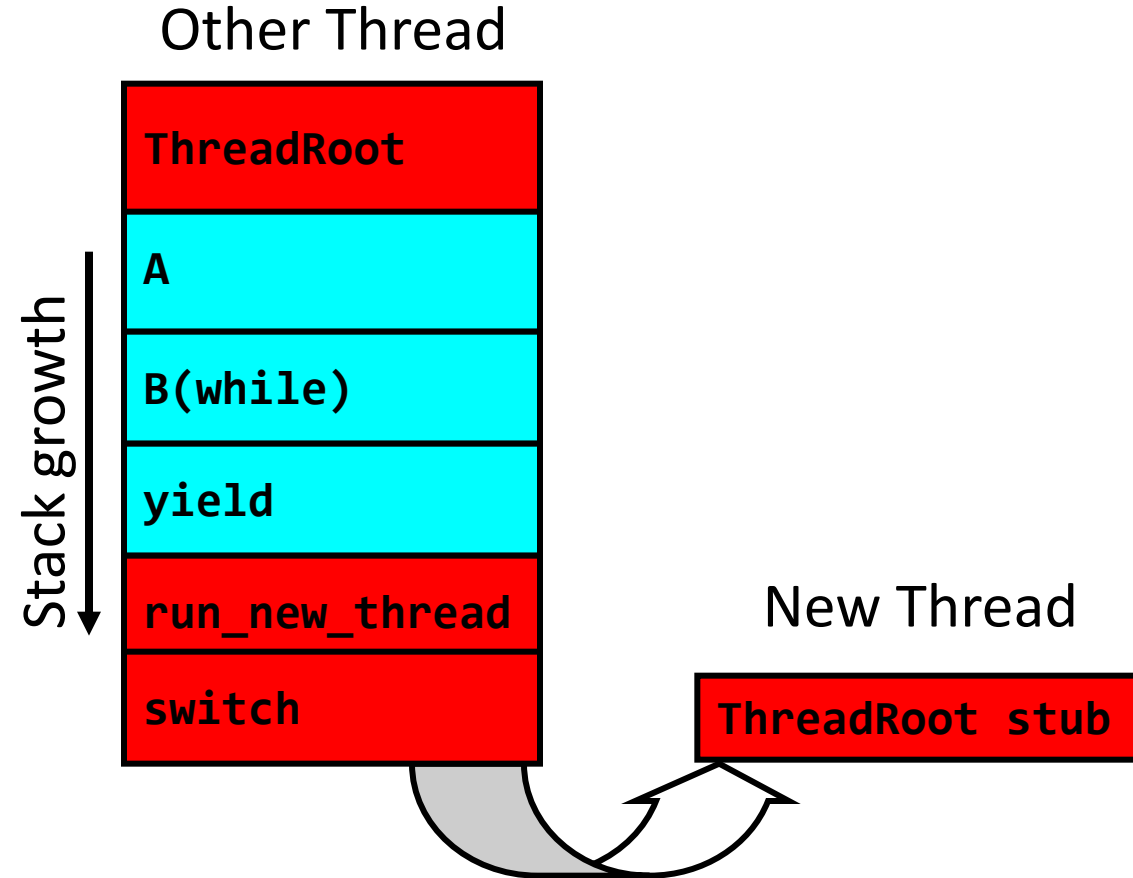 Other Thread
ThreadRoot
A
B(while)
yield
run_new_thread
switch
Stack growth
New Thread
ThreadRoot stub